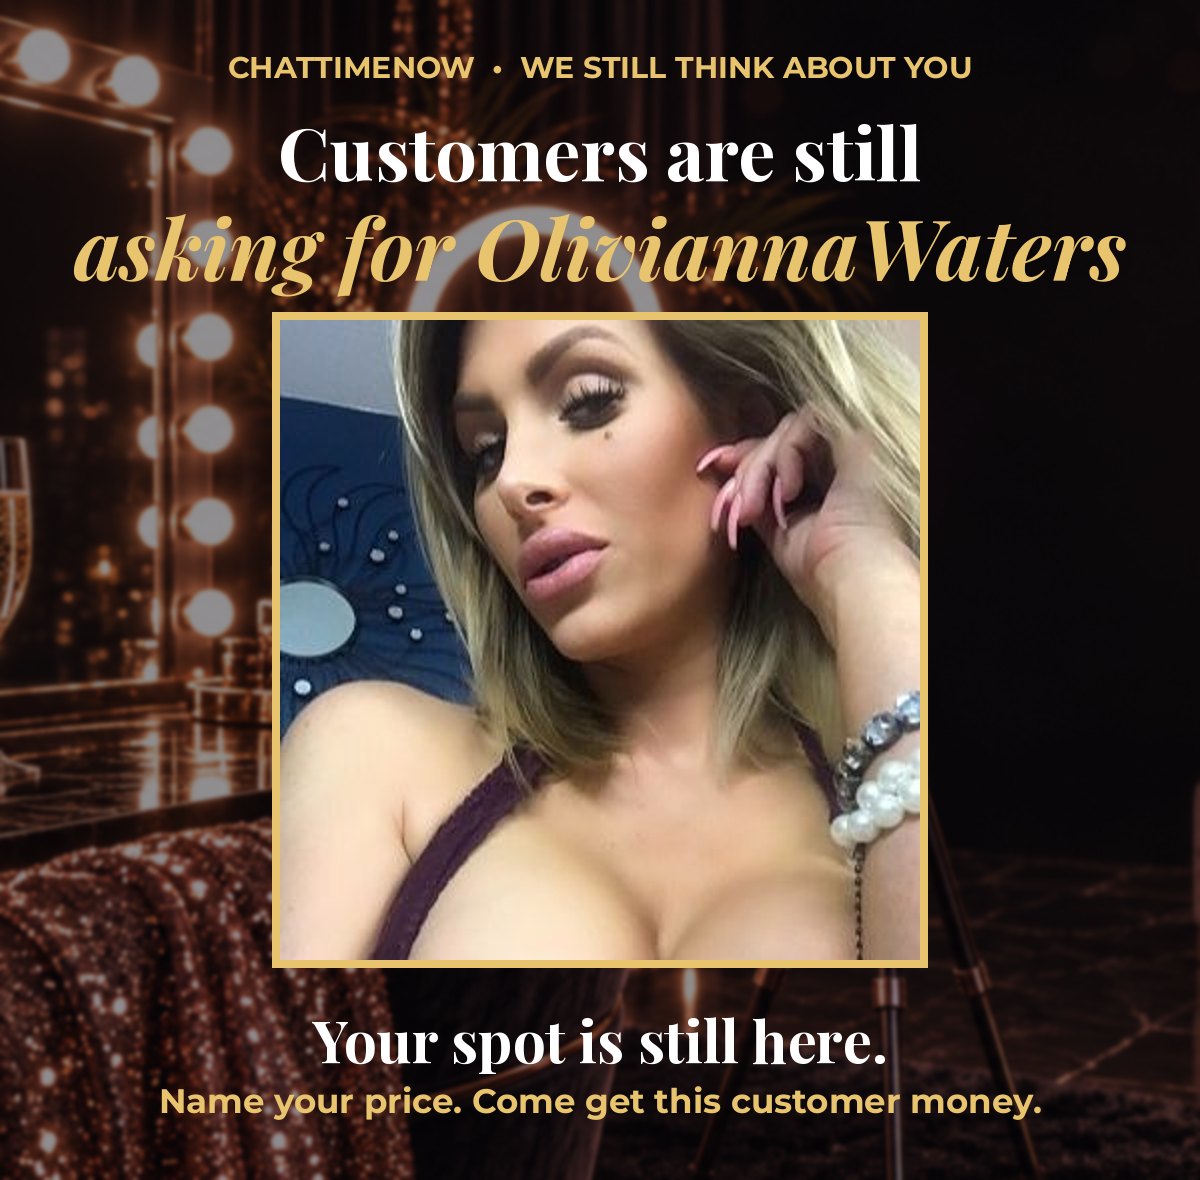 CHATTIMENOW • WE STILL THINK ABOUT YOU
Customers are still
asking for OliviannaWaters
Your spot is still here.
Name your price. Come get this customer money.